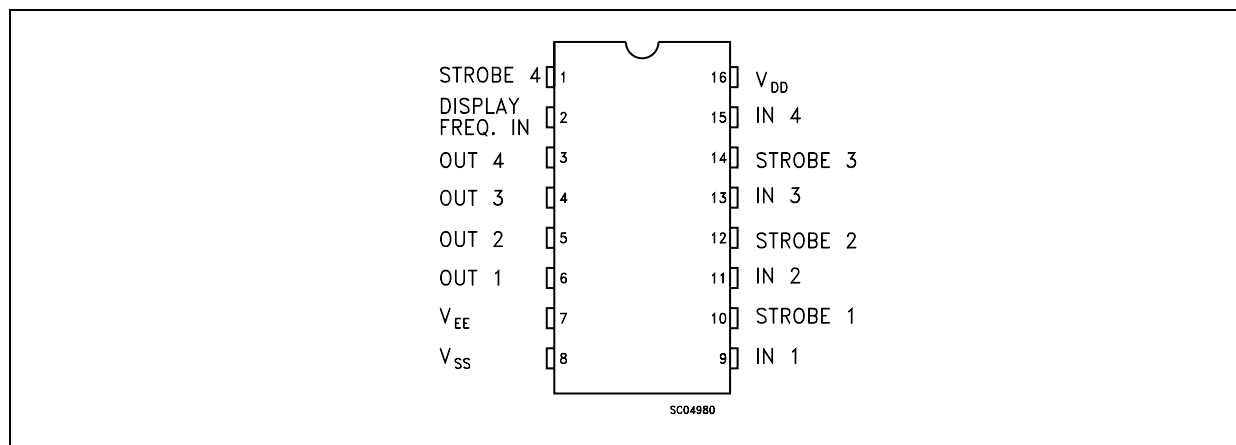 STROBE 4 1 16 VDD
DISPLAY
FREQ. IN 2 15 IN 4
OUT 4 3 14 STROBE 3
OUT 3 4 13 IN 3
OUT 2 5 12 STROBE 2
OUT 1 6 11 IN 2
VEE 7 10 STROBE 1
VSS 8 9 IN 1
SC04980